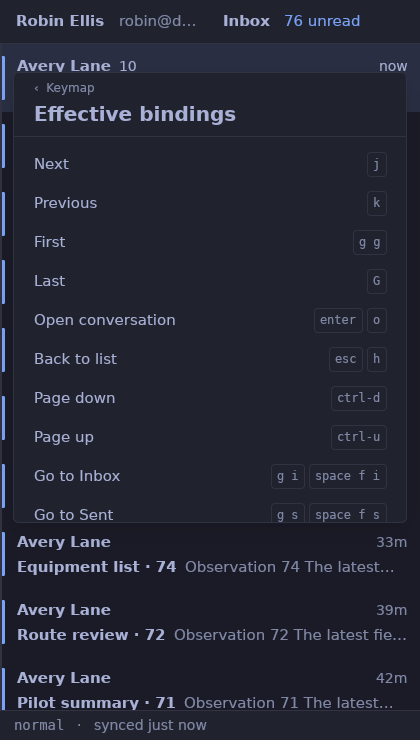 Robin Ellis robin@d… Inbox 76 unread
Avery Lane 10 now
‹ Keymap
Effective bindings
Next j
Previous k
First g g
Last G
Open conversation enter o
Back to list esc h
Page down ctrl-d
Page up ctrl-u
Go to Inbox g i space f i
Go to Sent g s space f s
Avery Lane 33m
Equipment list · 74 Observation 74 The latest…
Avery Lane 39m
Route review · 72 Observation 72 The latest fie…
Avery Lane 42m
Pilot summary · 71 Observation 71 The latest…
normal · synced just now